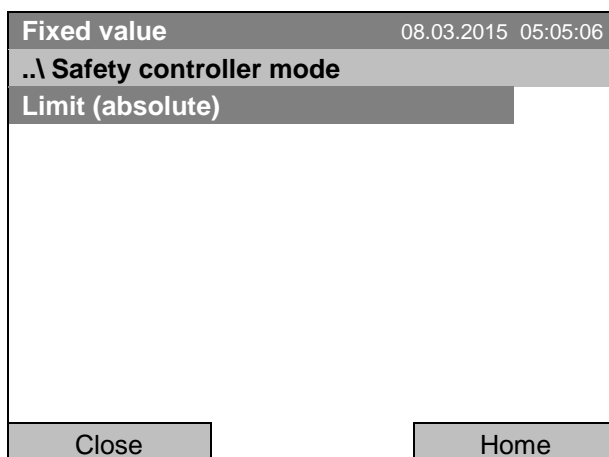 Fixed value 08.03.2015 05:05:06
..\ Safety controller mode
Limit (absolute)
Close Home